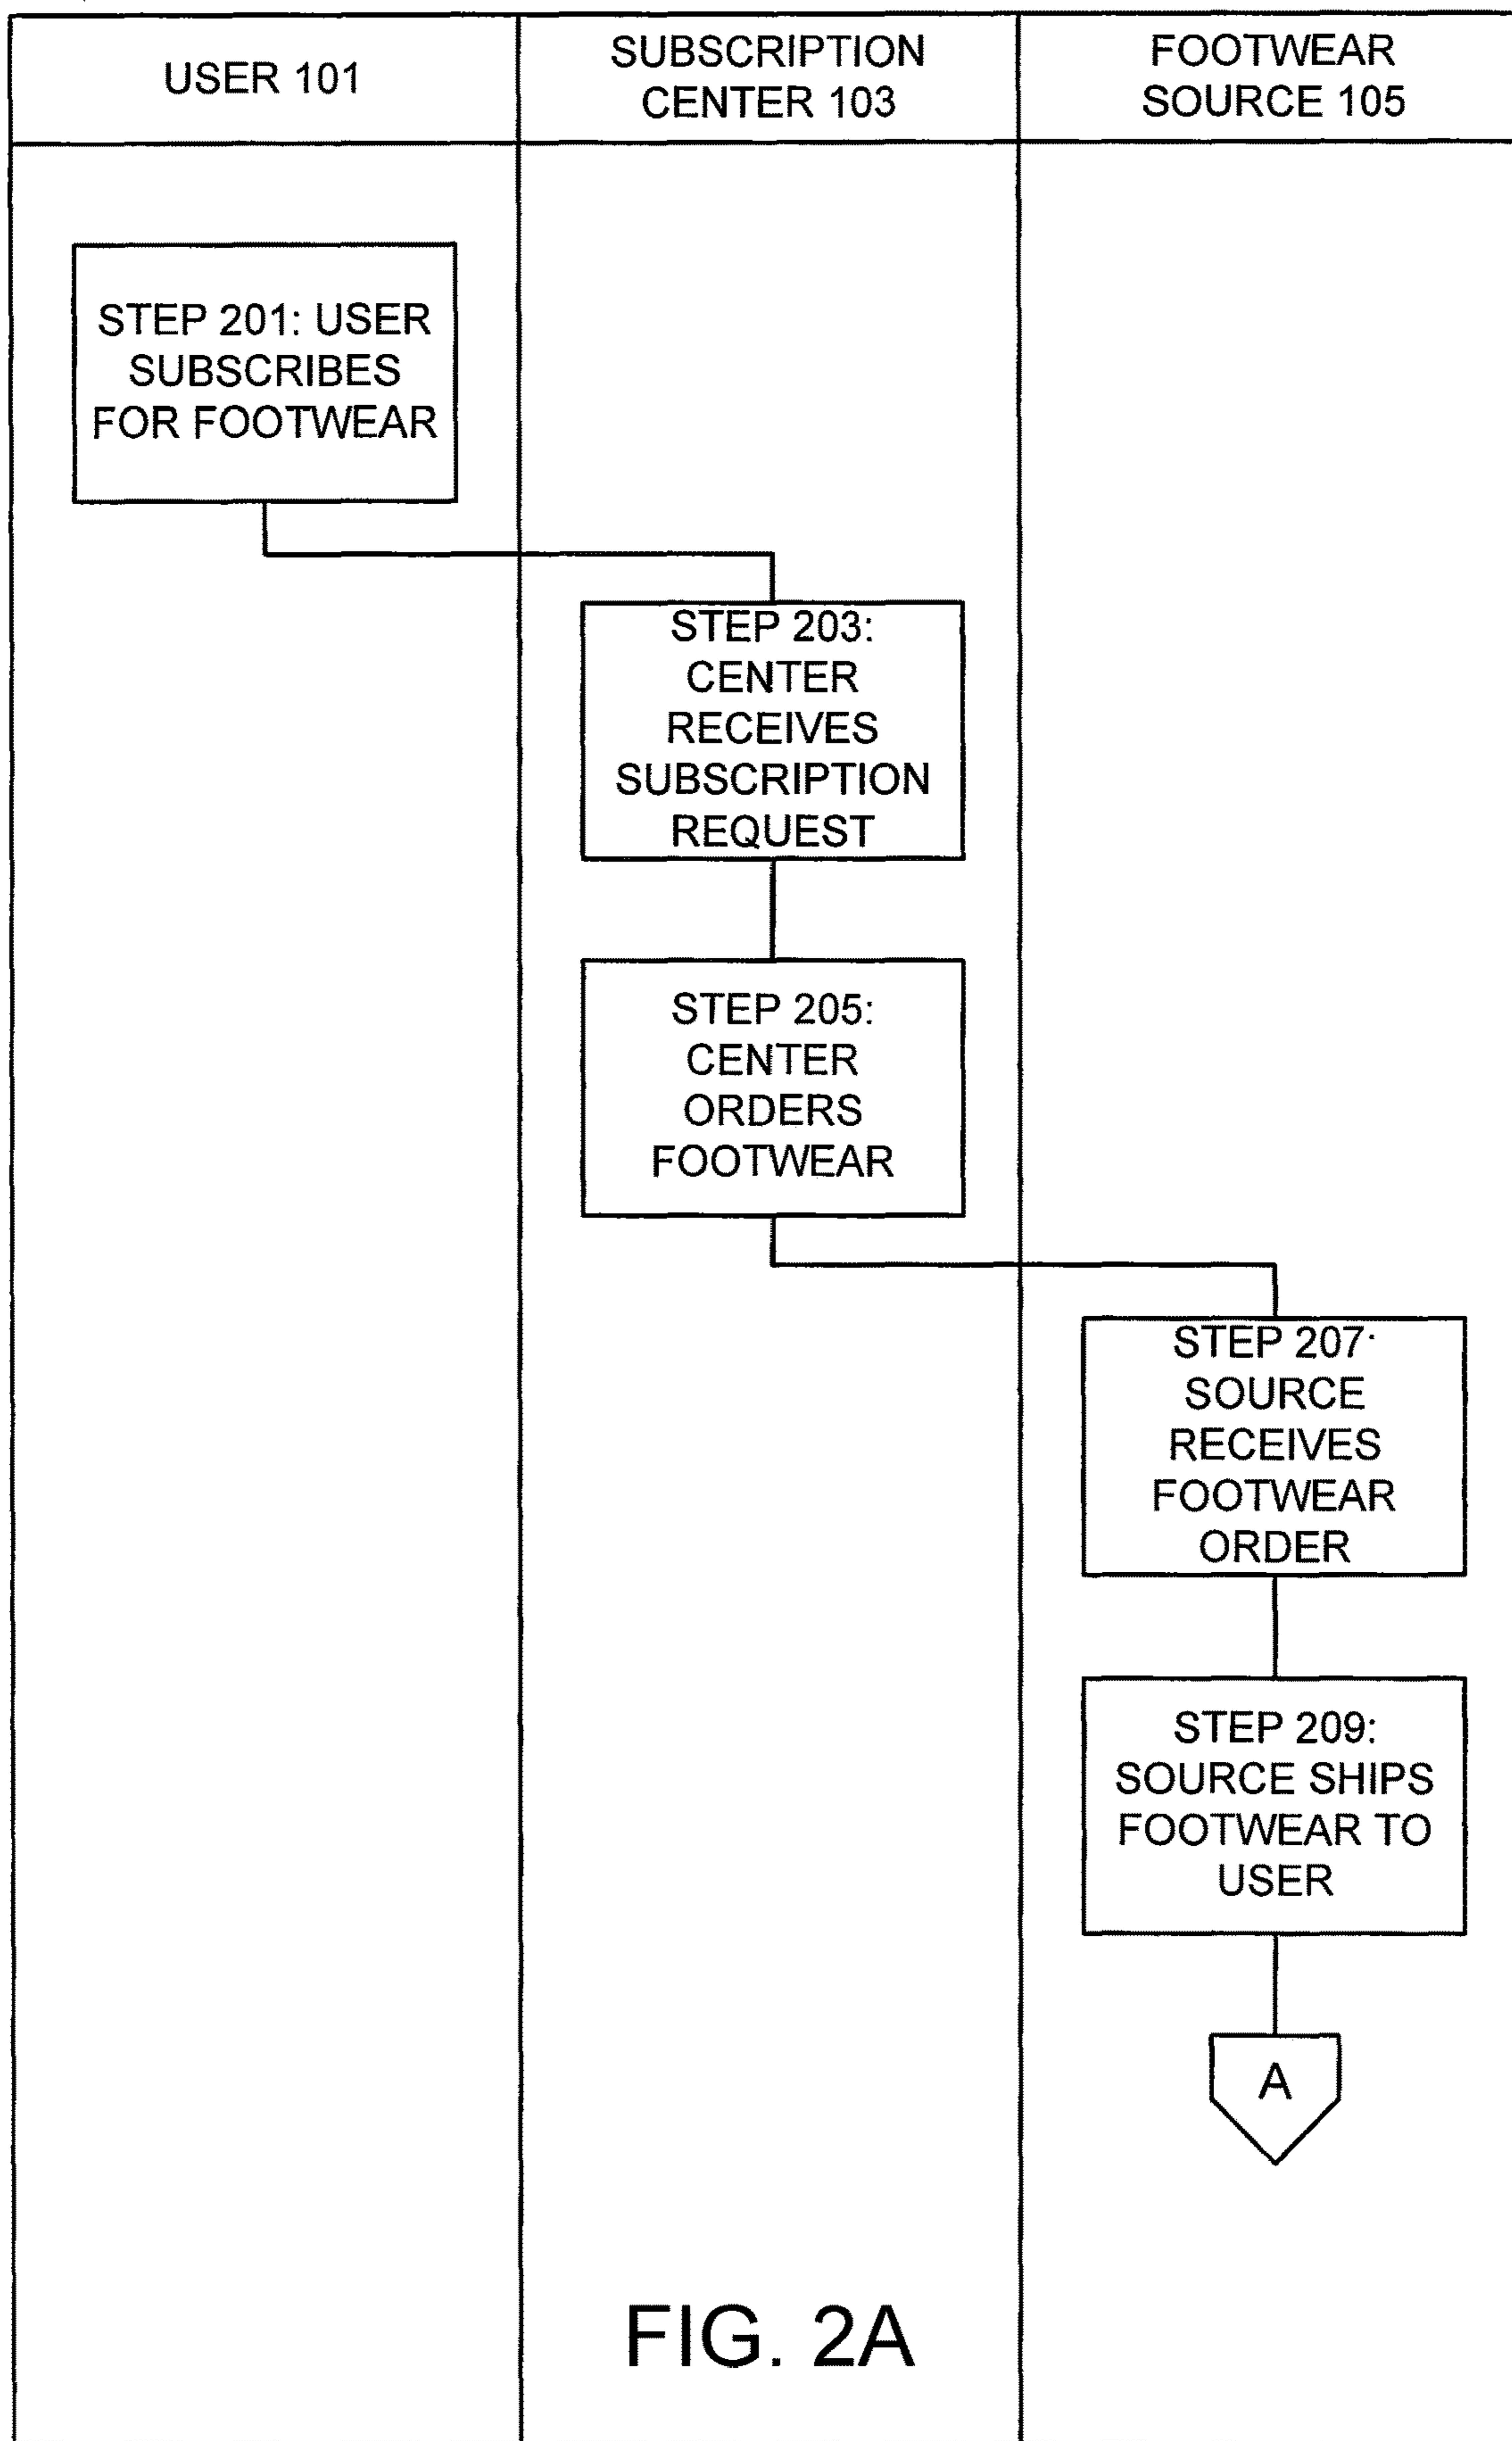 USER 101
SUBSCRIPTION
CENTER 103
FOOTWEAR
SOURCE 105
STEP 201: USER
SUBSCRIBES
FOR FOOTWEAR
STEP 203:
CENTER
RECEIVES
SUBSCRIPTION
REQUEST
STEP 205:
CENTER
ORDERS
FOOTWEAR
STEP 207:
SOURCE
RECEIVES
FOOTWEAR
ORDER
STEP 209:
SOURCE SHIPS
FOOTWEAR TO
USER
A
FIG. 2A